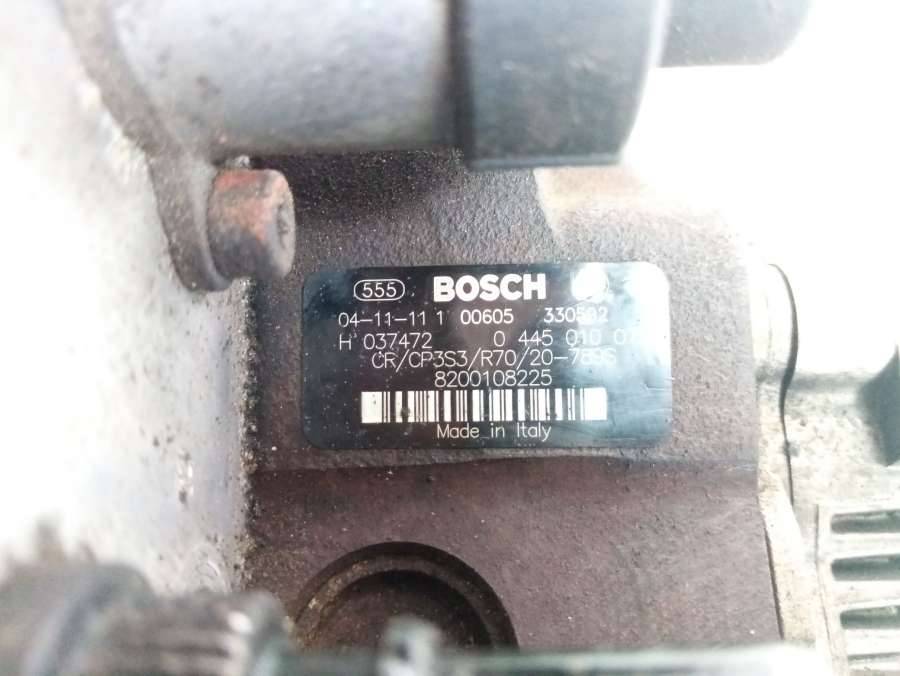 555 BOSCH
04-11-11 1 00605
H 037472 0 445 010
CR/CP3S3/R70/20-789S
8200108225
Made in Italy